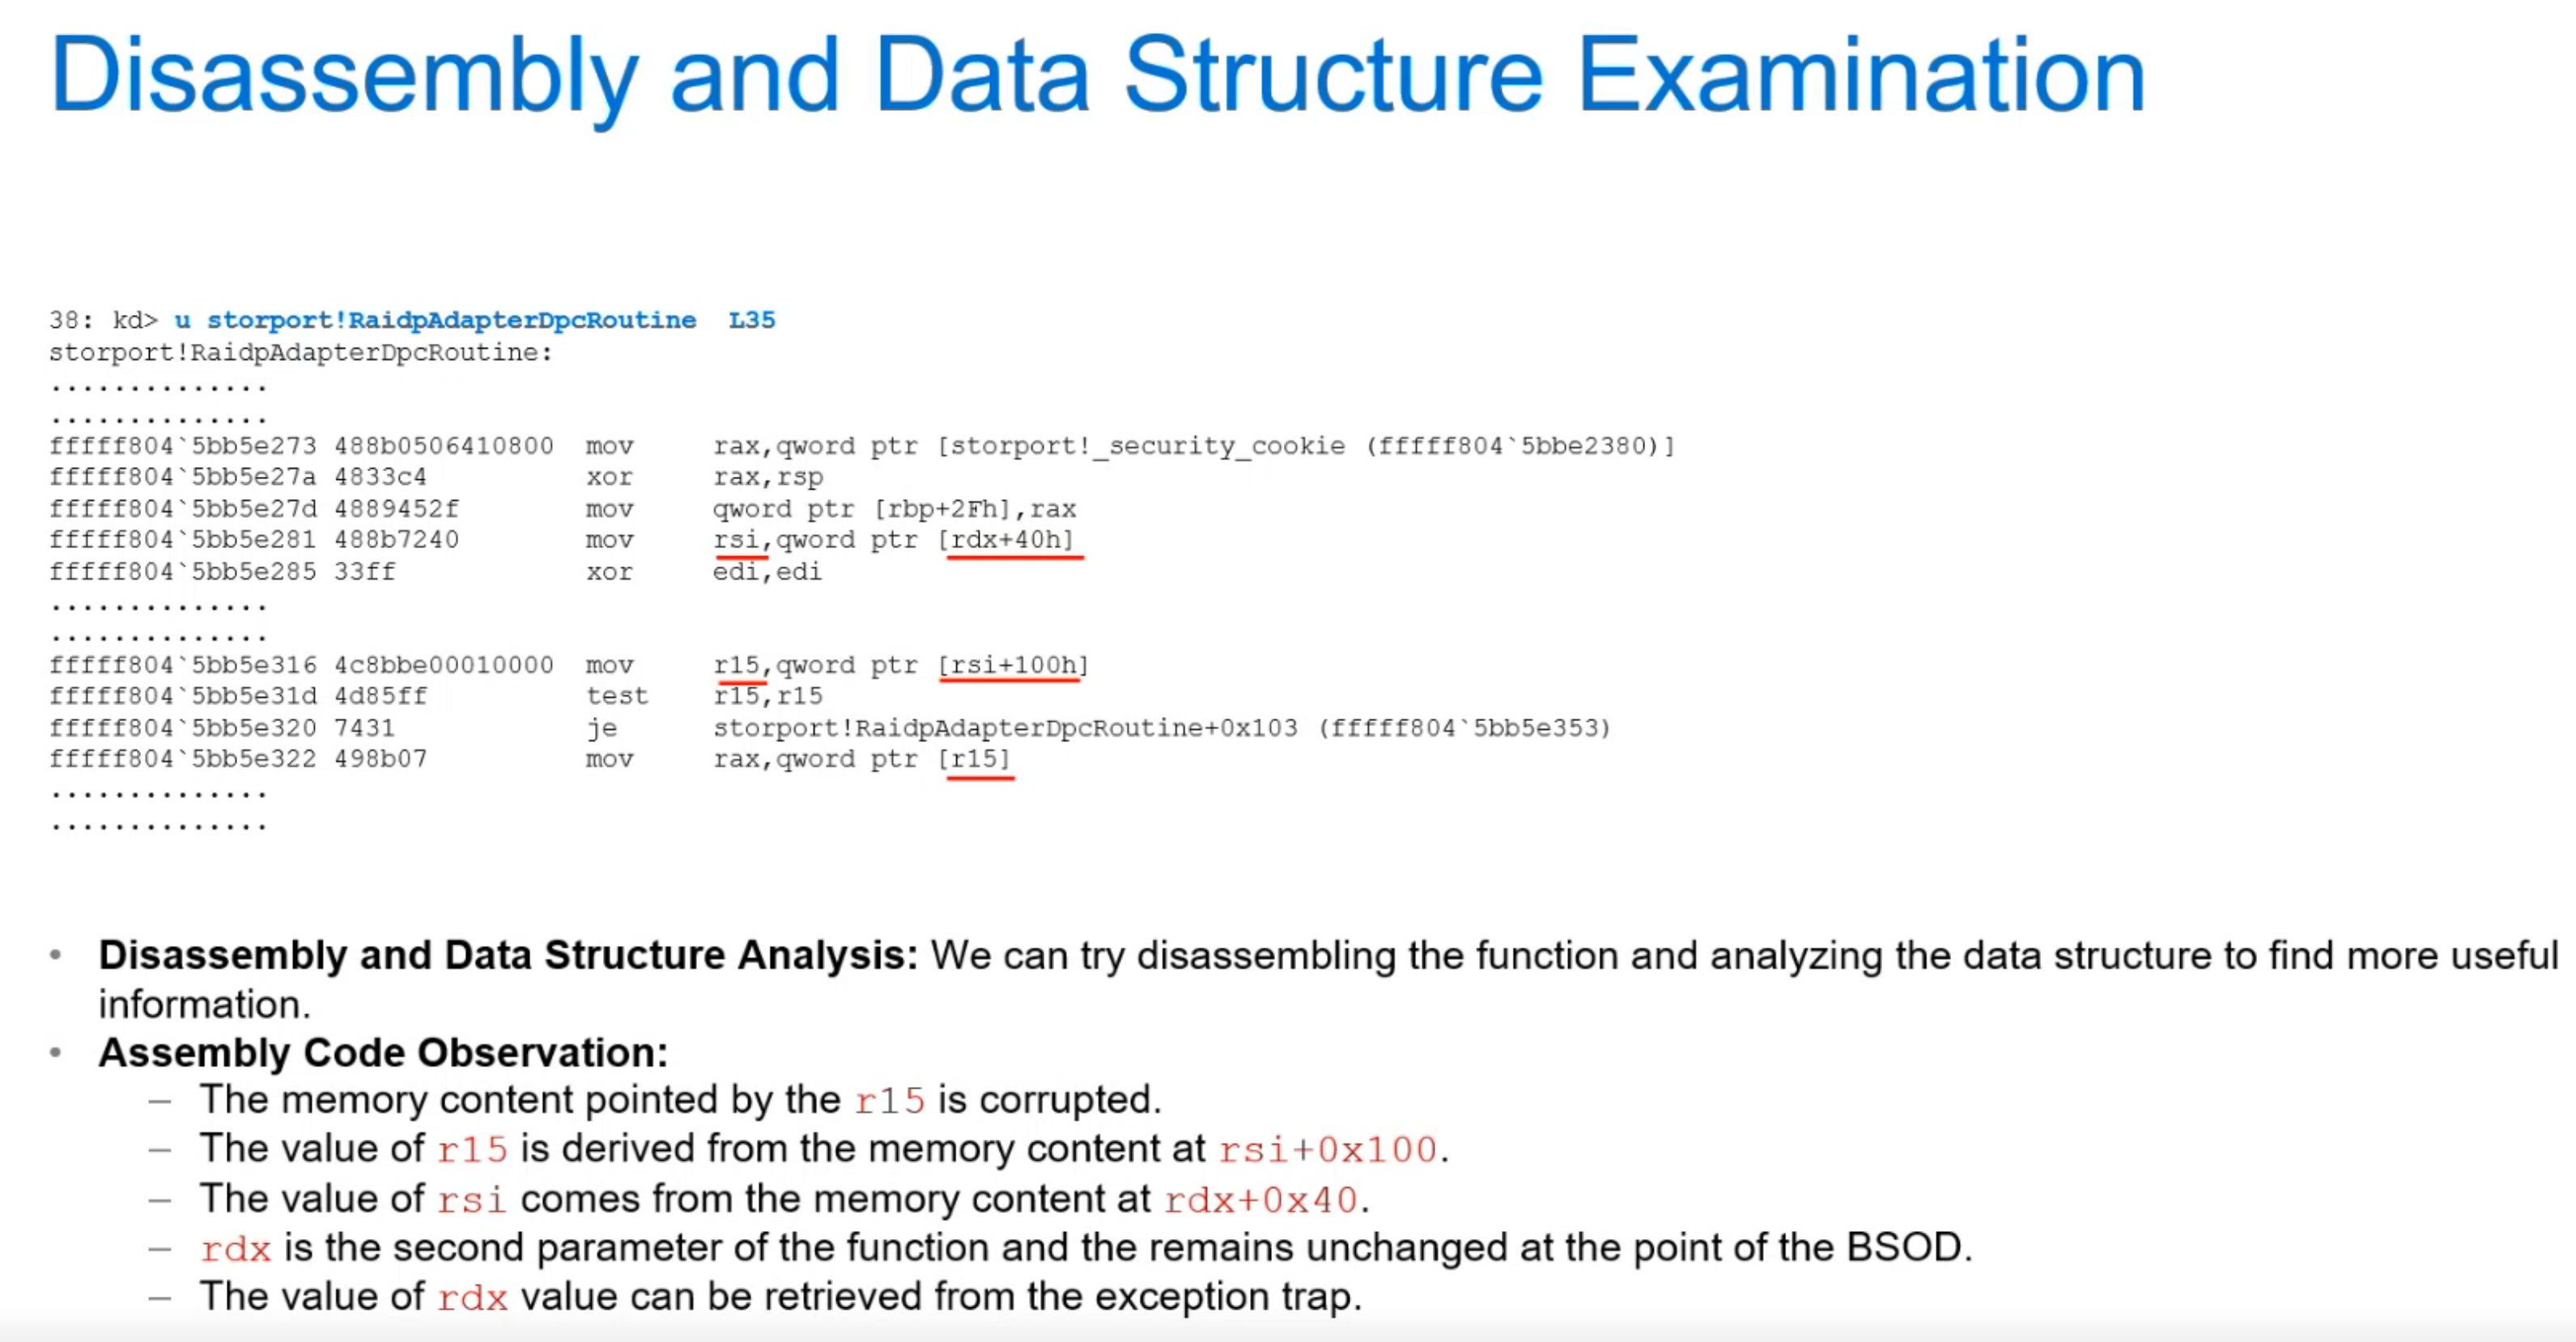 Disassembly and Data Structure Examination
38: kd> u storport!RaidpAdapterDpcRoutine  L35
storport!RaidpAdapterDpcRoutine:
..............
..............
fffff804`5bb5e273 488b0506410800  mov     rax,qword ptr [storport!_security_cookie (fffff804`5bbe2380)]
fffff804`5bb5e27a 4833c4          xor     rax,rsp
fffff804`5bb5e27d 4889452f        mov     qword ptr [rbp+2Fh],rax
fffff804`5bb5e281 488b7240        mov     rsi,qword ptr [rdx+40h]
fffff804`5bb5e285 33ff            xor     edi,edi
..............
..............
fffff804`5bb5e316 4c8bbe00010000  mov     r15,qword ptr [rsi+100h]
fffff804`5bb5e31d 4d85ff          test    r15,r15
fffff804`5bb5e320 7431            je      storport!RaidpAdapterDpcRoutine+0x103 (fffff804`5bb5e353)
fffff804`5bb5e322 498b07          mov     rax,qword ptr [r15]
..............
..............
• Disassembly and Data Structure Analysis: We can try disassembling the function and analyzing the data structure to find more useful
information.
• Assembly Code Observation:
– The memory content pointed by the r15 is corrupted.
– The value of r15 is derived from the memory content at rsi+0x100.
– The value of rsi comes from the memory content at rdx+0x40.
– rdx is the second parameter of the function and the remains unchanged at the point of the BSOD.
– The value of rdx value can be retrieved from the exception trap.